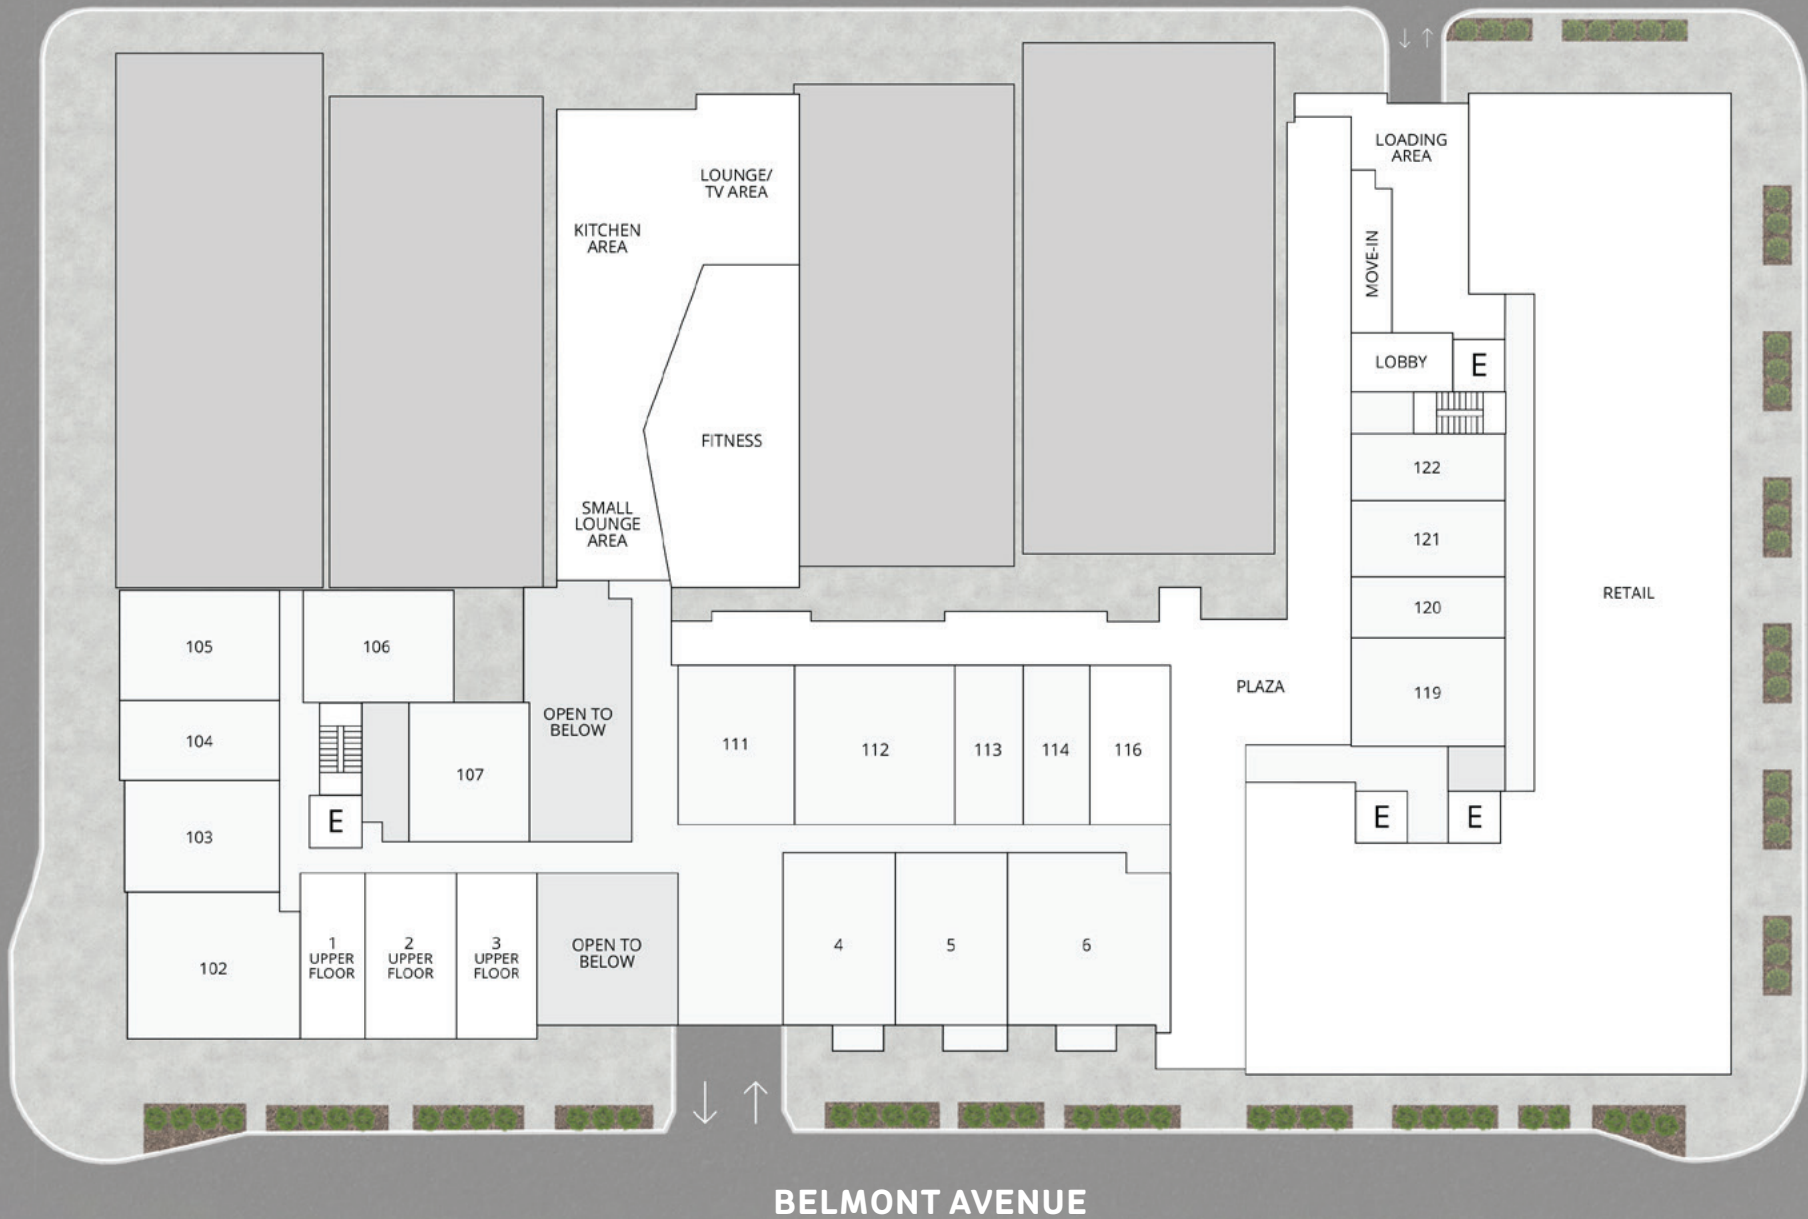 LOADING
AREA
LOUNGE/
TV AREA
KITCHEN
AREA
MOVE-IN
LOBBY
E
FITNESS
122
SMALL
LOUNGE
AREA
121
RETAIL
120
105
106
PLAZA
119
104
OPEN TO
BELOW
111
112
113
114
116
107
103
E
E
E
1
UPPER
FLOOR
2
UPPER
FLOOR
3
UPPER
FLOOR
OPEN TO
BELOW
4
5
6
102
BELMONT AVENUE